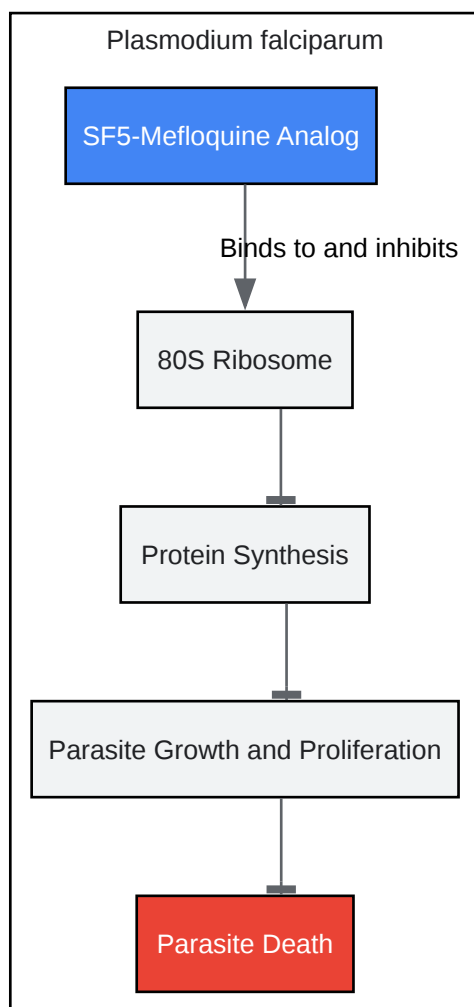 Plasmodium falciparum
SF5-Mefloquine Analog
Binds to and inhibits
80S Ribosome
Protein Synthesis
Parasite Growth and Proliferation
Parasite Death